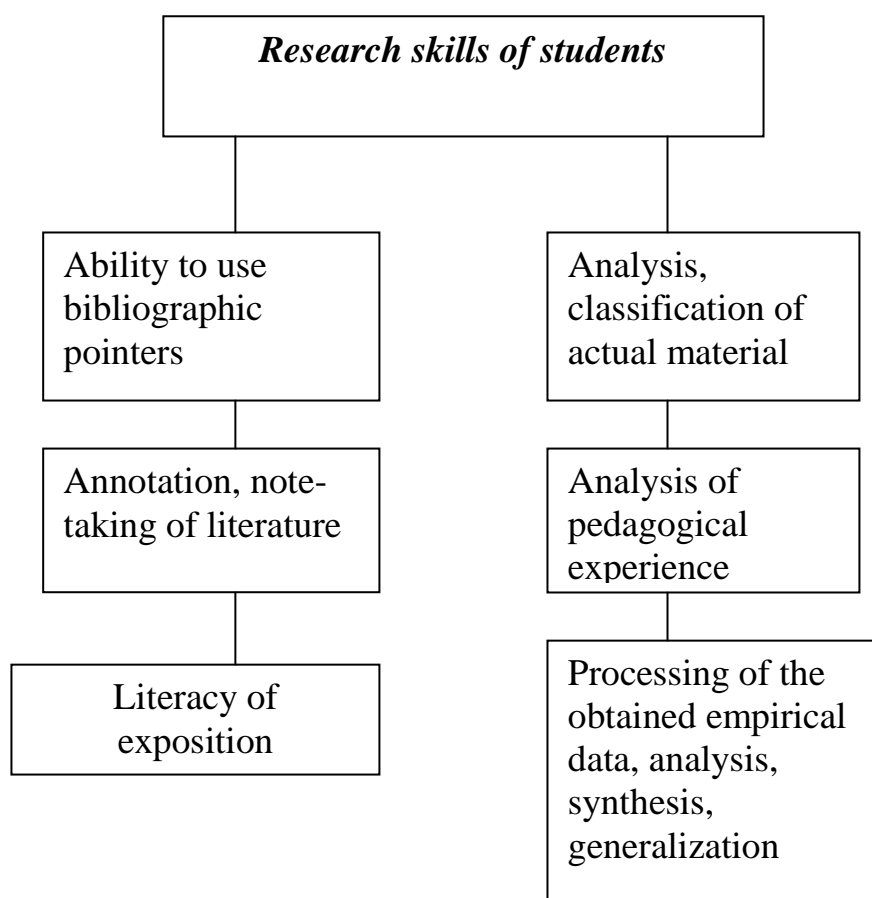 Research skills of students
Ability to use
bibliographic
pointers
Annotation, note-
taking of literature
Literacy of
exposition
Analysis,
classification of
actual material
Analysis of
pedagogical
experience
Processing of the
obtained empirical
data, analysis,
synthesis,
generalization